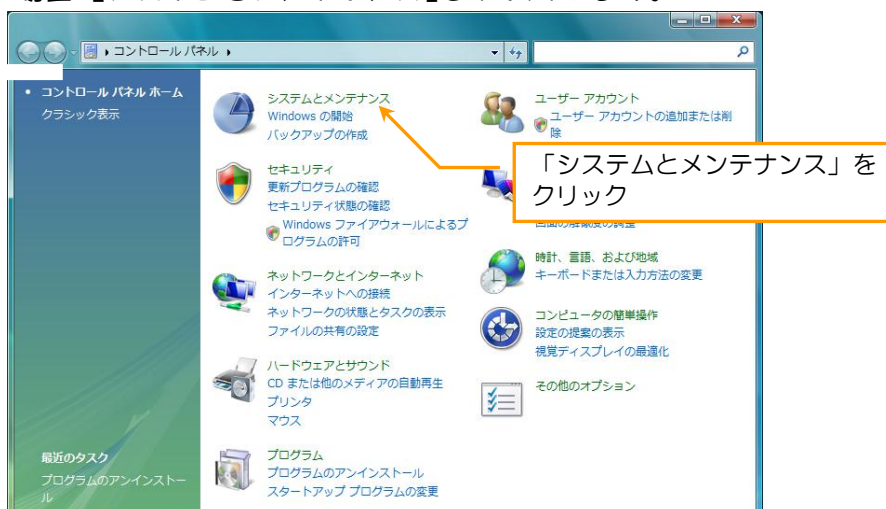 コントロール パネル
コントロール パネル ホーム
クラシック表示
最近のタスク
プログラムのアンインストー
ル
システムとメンテナンス
Windows の開始
バックアップの作成
セキュリティ
更新プログラムの確認
セキュリティ状態の確認
Windows ファイアウォールによるプ
ログラムの許可
ネットワークとインターネット
インターネットへの接続
ネットワークの状態とタスクの表示
ファイルの共有の設定
ハードウェアとサウンド
CD または他のメディアの自動再生
プリンタ
マウス
プログラム
プログラムのアンインストール
スタートアップ プログラムの変更
ユーザー アカウント
ユーザー アカウントの追加または削
除
「システムとメンテナンス」を
クリック
時計、言語、および地域
キーボードまたは入力方法の変更
コンピュータの簡単操作
設定の提案の表示
視覚ディスプレイの最適化
その他のオプション